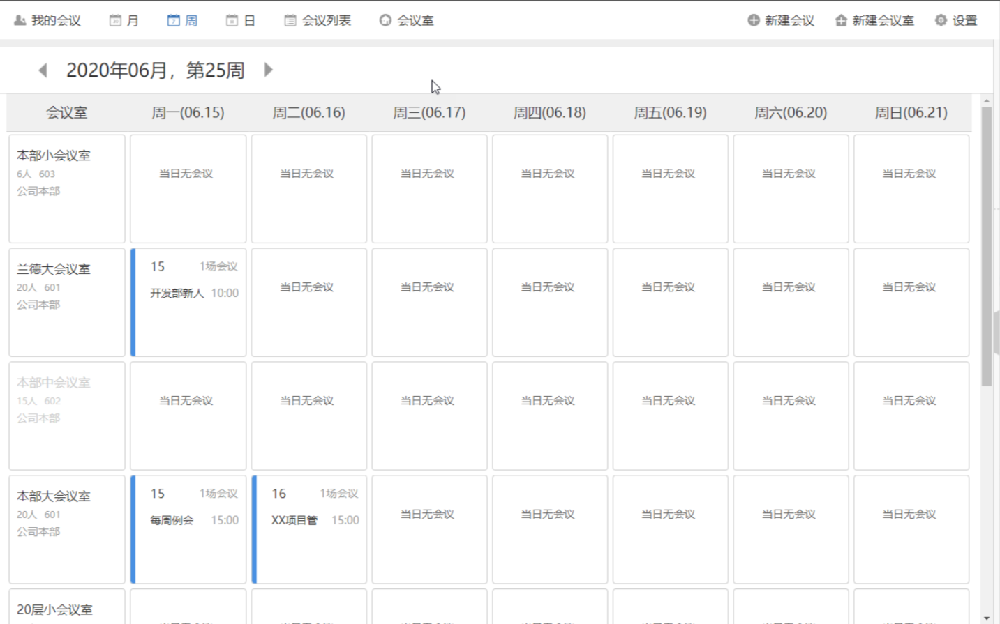 我的会议 月 周 日 会议列表 会议室 新建会议 新建会议室 设置
2020年06月，第25周
会议室 周一(06.15) 周二(06.16) 周三(06.17) 周四(06.18) 周五(06.19) 周六(06.20) 周日(06.21)
本部小会议室
6人 603
公司本部
当日无会议 当日无会议 当日无会议 当日无会议 当日无会议 当日无会议 当日无会议
兰德大会议室
20人 601
公司本部
15 1场会议
开发部新人 10:00
当日无会议 当日无会议 当日无会议 当日无会议 当日无会议 当日无会议
本部中会议室
15人 602
公司本部
当日无会议 当日无会议 当日无会议 当日无会议 当日无会议 当日无会议 当日无会议
本部大会议室
20人 601
公司本部
15 1场会议
每周例会 15:00
16 1场会议
XX项目管 15:00
当日无会议 当日无会议 当日无会议 当日无会议 当日无会议
20层小会议室